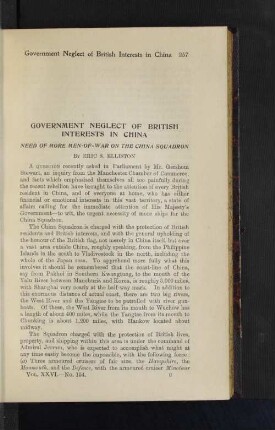 Government Neglect of British Interests in China 257
GOVERNMENT NEGLECT OF BRITISH
INTERESTS IN CHINA
NEED OF MORE MEN-OF-WAR ON THE CHINA SQUADRON
By ERIC S. ELLISTON
A question recently asked in Parliament by Mr. Gershom
Stewart, an inquiry from the Manchester Chamber of Commerce,
and facts which emphasised themselves all too painfully during
the recent rebellion have brought to the attention of every British
resident in China, and of everyone at home, who has either
financial or emotional interests in this vast territory, a state of
affairs calling for the immediate attention of His Majesty's
Government—to wit, the urgent necessity of more ships for the
China Squadron.
The China Squadron is charged with the protection of British
residents and British interests, and with the general upholding of
the honour of the British flag, not merely in China itself, but over
a vast area outside China, roughly speaking, from the Philippine
Islands in the south to Vladivostock in the north, including the
whole of the Japan seas. To apprehend more fully what this
involves it should be remembered that the coast-line of China,
say from Pakhoi in Southern Kwangtung, to the mouth of the
Yalu River between Manchuria and Korea, is roughly 5,000 miles,
with Shanghai very nearly at the half-way mark. In addition to
this enormous distance of actual coast, there are two big rivers,
the West River and the Yangtse to be patrolled with river gun-
boats. Of these, the West River from its mouth to Wuchow has
a length of about 400 miles, while the Yangtse from its mouth to
Chunking is about 1,200 miles, with Hankow located about
midway.
The Squadron charged with the protection of British lives,
property, and shipping within this area is under the command of
Admiral Jerram, who is expected to accomplish what might at
any time easily become the impossible, with the following force:
(a) Three armoured cruisers of fair size, the Hampshire, the
Monmouth, and the Defence, with the armoured cruiser Minotaur
VOL. XXVI.—No. 154.